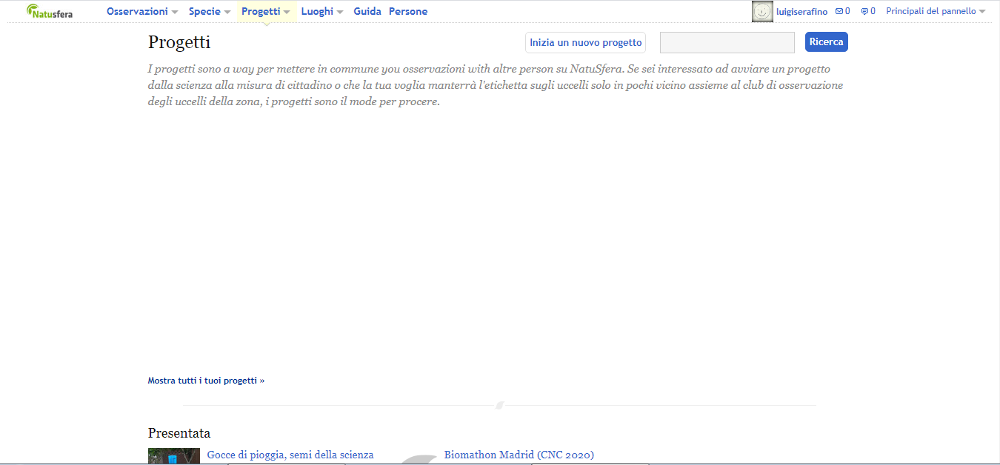 Natusfera Osservazioni Specie Progetti Luoghi Guida Persone luigiserafino 0 0 Principali del pannello
Progetti Inizia un nuovo progetto Ricerca
I progetti sono a way per mettere in commune you osservazioni with altre person su NatuSfera. Se sei interessato ad avviare un progetto
dalla scienza alla misura di cittadino o che la tua voglia manterrà l'etichetta sugli uccelli solo in pochi vicino assieme al club di osservazione
degli uccelli della zona, i progetti sono il mode per procere.
Mostra tutti i tuoi progetti »
Presentata
Gocce di pioggia, semi della scienza Biomathon Madrid (CNC 2020)